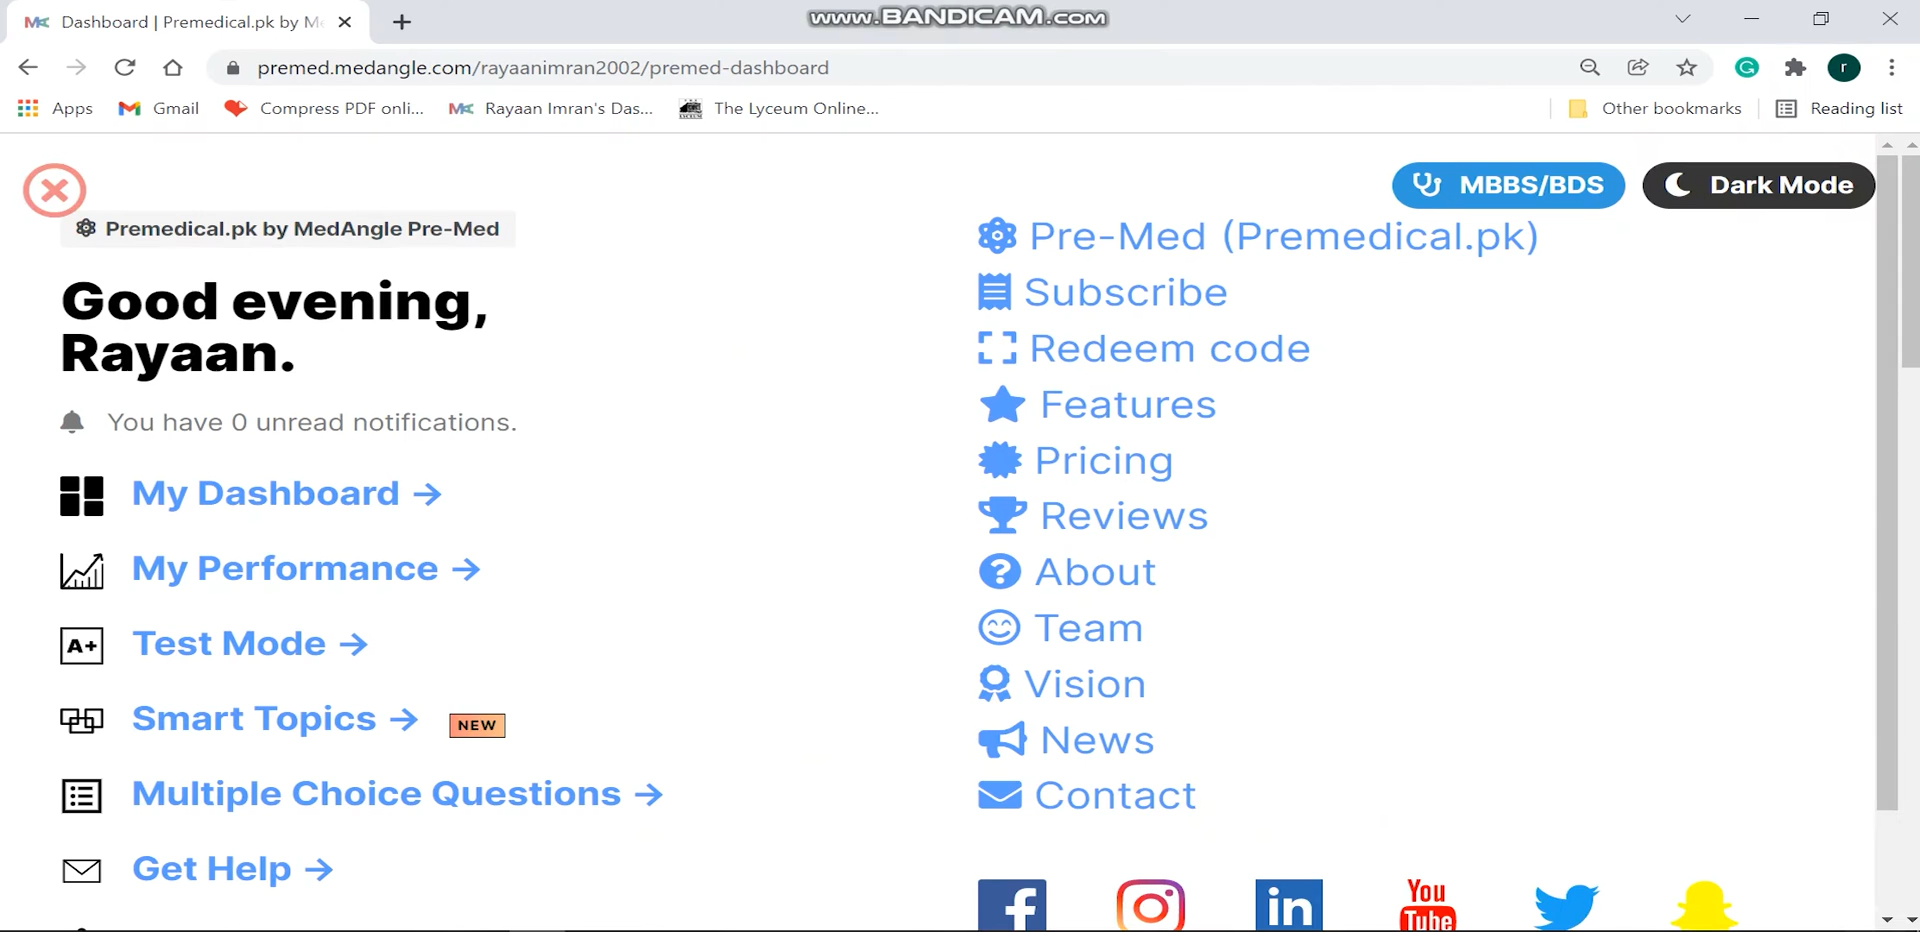 Dashboard | Premedical.pk by Me
www.BANDICAM.com
premed.medangle.com/rayaanimran2002/premed-dashboard
r
Apps
Gmail
Compress PDF onli...
Rayaan Imran's Das...
The Lyceum Online...
Other bookmarks
Reading list
MBBS/BDS
Dark Mode
Premedical.pk by MedAngle Pre-Med
Good evening,
Rayaan.
You have 0 unread notifications.
My Dashboard →
My Performance →
A+ Test Mode →
Smart Topics → NEW
Multiple Choice Questions →
Get Help →
Pre-Med (Premedical.pk)
Subscribe
Redeem code
Features
Pricing
Reviews
About
Team
Vision
News
Contact
You
Tube